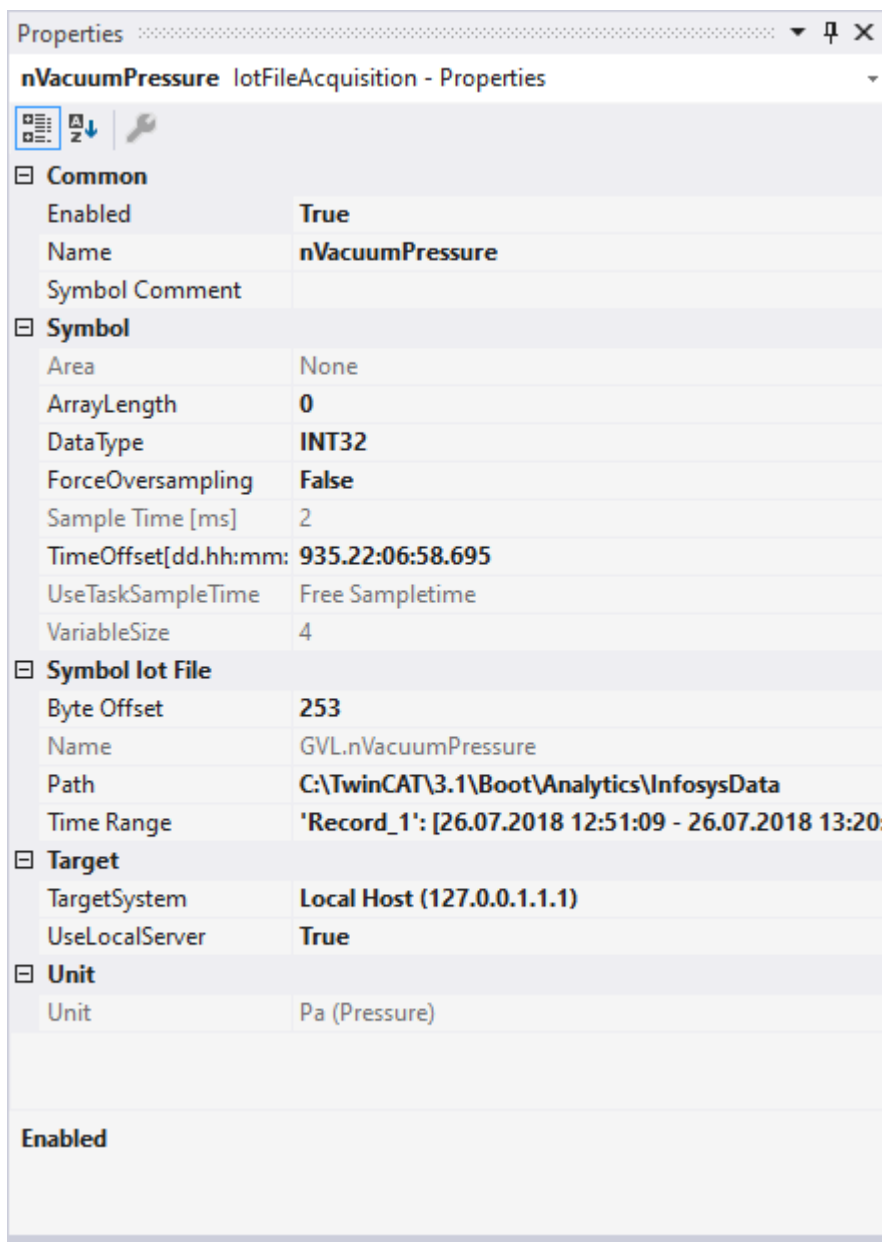 Properties
nVacuumPressure IotFileAcquisition - Properties
Common
Enabled True
Name nVacuumPressure
Symbol Comment
Symbol
Area None
ArrayLength 0
DataType INT32
ForceOversampling False
Sample Time [ms] 2
TimeOffset[dd.hh:mm: 935.22:06:58.695
UseTaskSampleTime Free Sampletime
VariableSize 4
Symbol Iot File
Byte Offset 253
Name GVL.nVacuumPressure
Path C:\TwinCAT\3.1\Boot\Analytics\InfosysData
Time Range 'Record_1': [26.07.2018 12:51:09 - 26.07.2018 13:20:
Target
TargetSystem Local Host (127.0.0.1.1.1)
UseLocalServer True
Unit
Unit Pa (Pressure)
Enabled